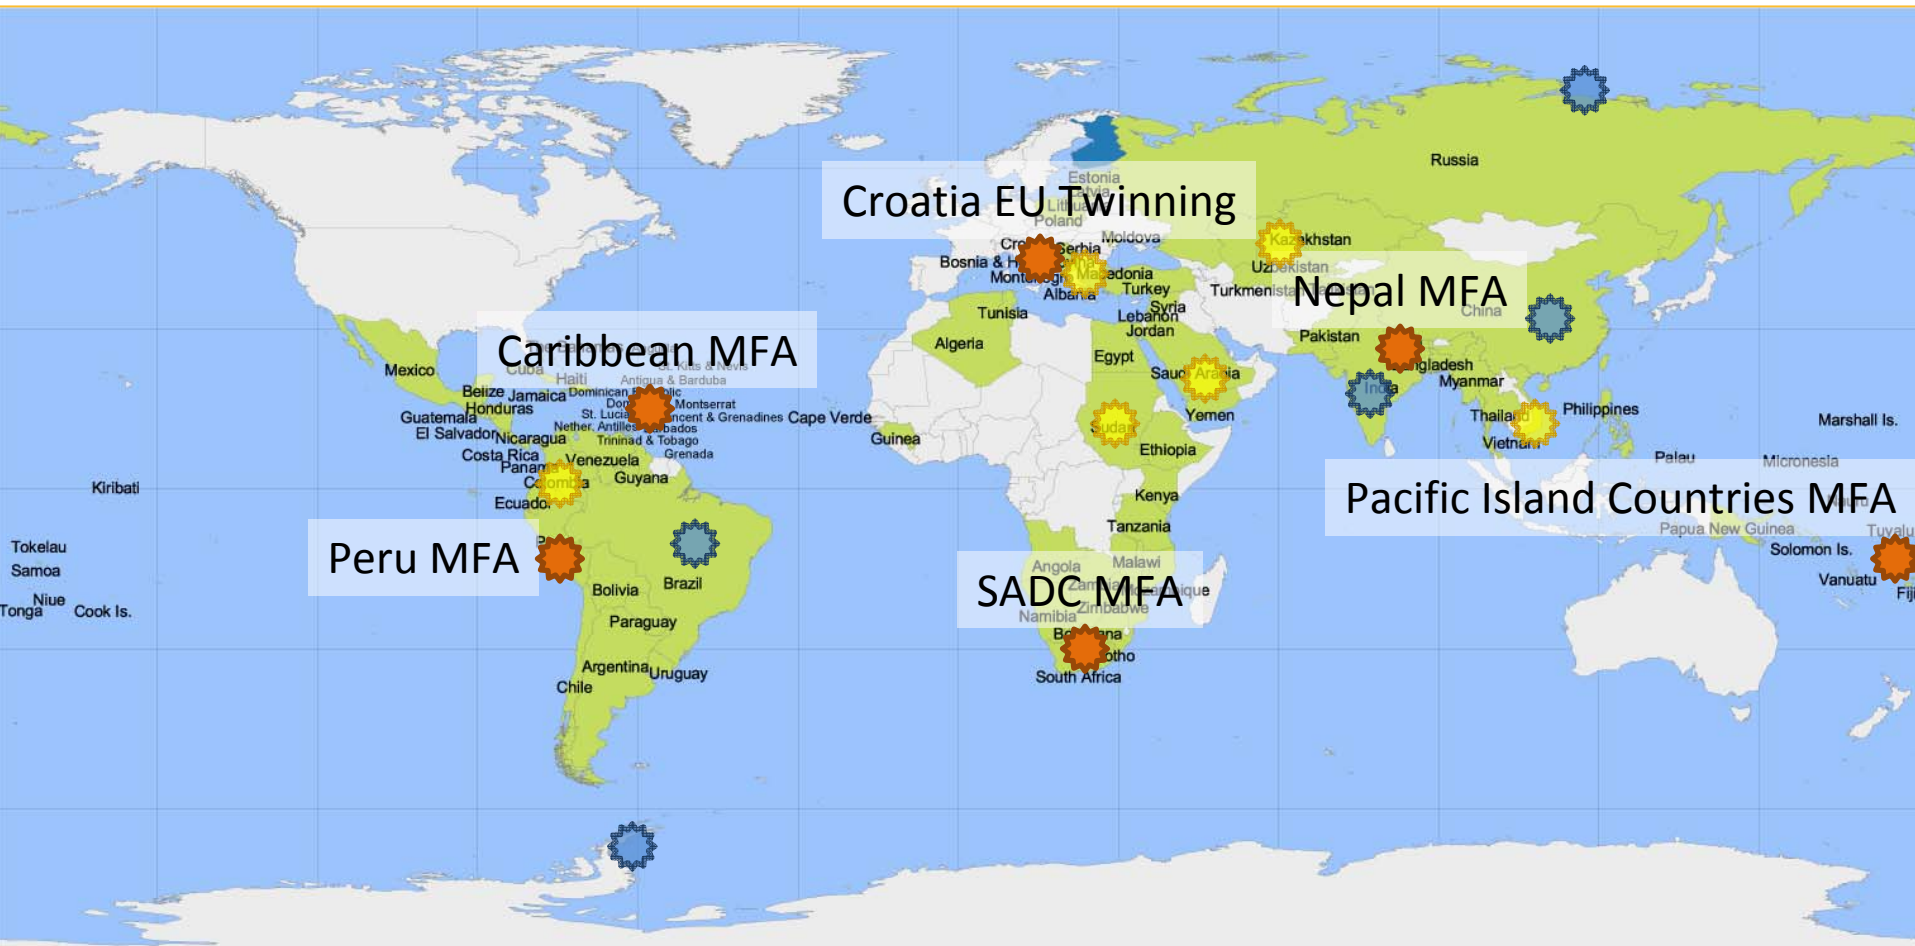 Russia
Estonia
Latvia
Poland
Croatia EU Twinning
Moldova
Serbia
Bosnia & H
Macedonia
Albania
Turkey
Kazakhstan
Uzbekistan
Turkmenistan
Nepal MFA
China
Tunisia
Syria
Lebanon
Jordan
Algeria
Egypt
Pakistan
Saudi Arabia
Bangladesh
Myanmar
India
Caribbean MFA
Mexico
Cuba
Haiti
St. Kitts & Nevis
Antigua & Barbuda
Belize
Jamaica
Dominican Republic
Honduras
Montserrat
Guatemala
St. Lucia
incent & Grenadines
Cape Verde
El Salvador
Nicaragua
Nether. Antilles
Barbados
Trininad & Tobago
Costa Rica
Grenada
Panama
Venezuela
Colombia
Guyana
Guinea
Sudan
Yemen
Ethiopia
Thailand
Vietnam
Philippines
Marshall Is.
Palau
Micronesia
Kiribati
Ecuador
Kenya
Pacific Island Countries MFA
Tanzania
Papua New Guinea
Tuvalu
Tokelau
Peru MFA
Solomon Is.
Samoa
Bolivia
Brazil
Angola
Malawi
Zambia
Mozambique
SADC MFA
Vanuatu
Fiji
Niue
Tonga
Cook Is.
Namibia
Zimbabwe
Paraguay
Botswana
otho
South Africa
Argentina
Uruguay
Chile